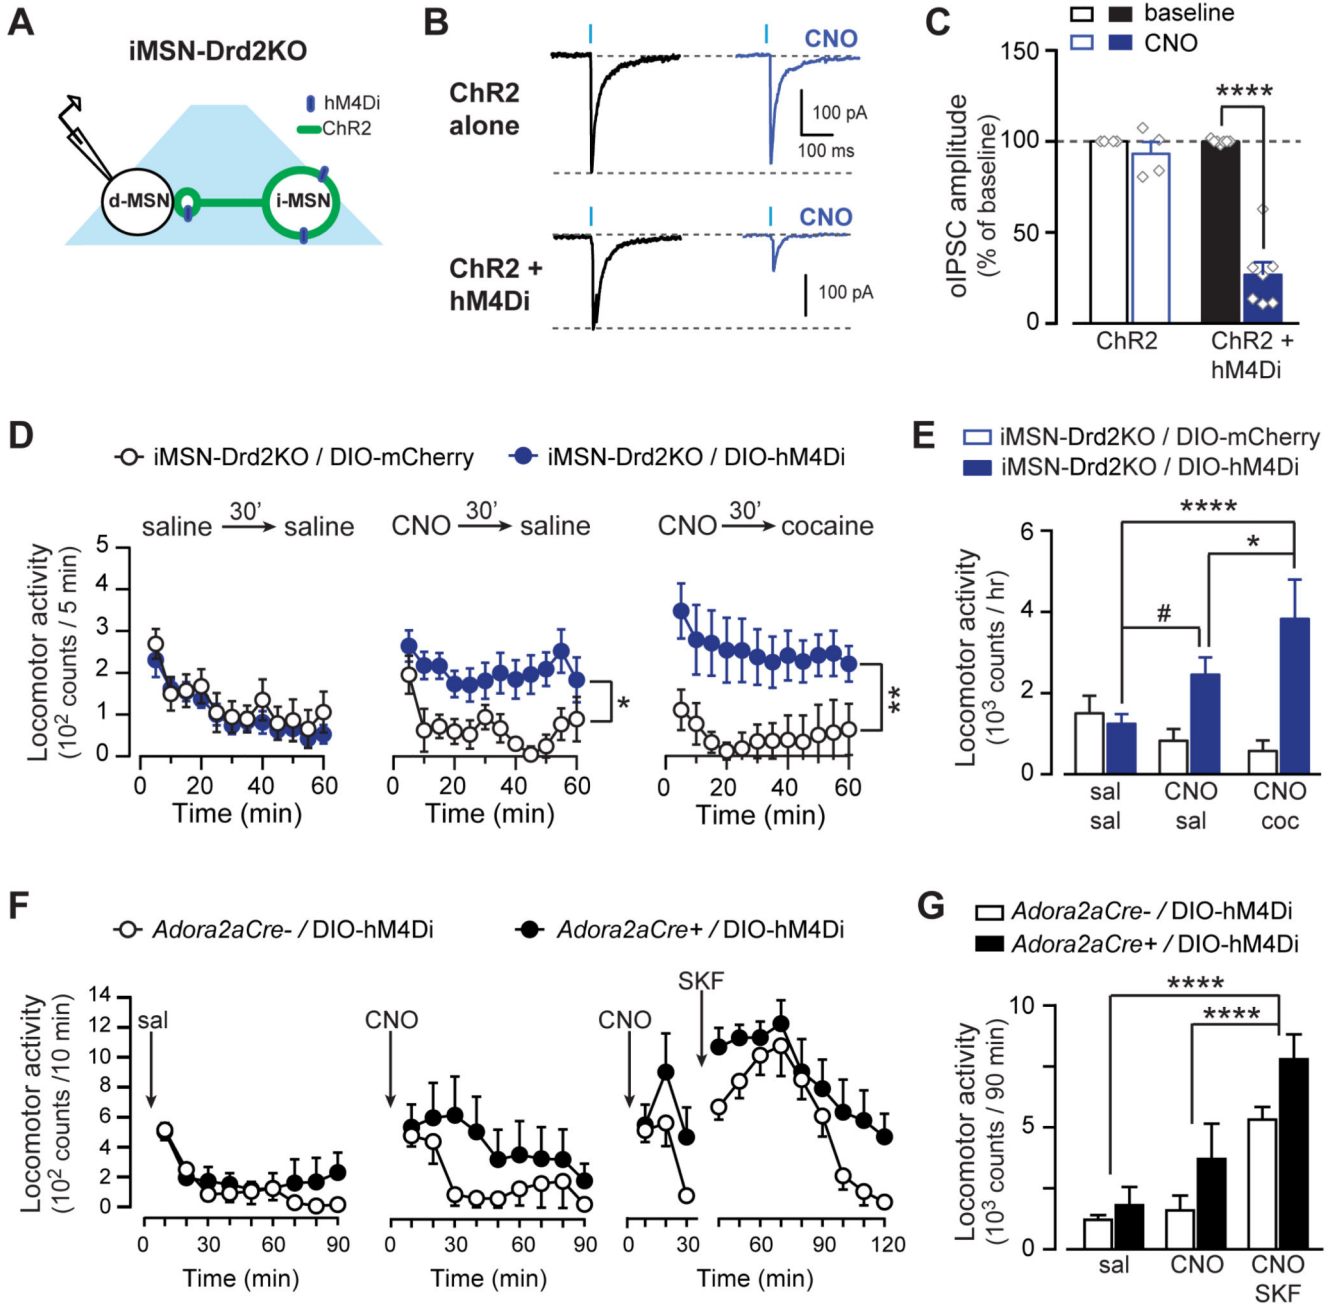 A
iMSN-Drd2KO
hM4Di
ChR2
d-MSN
i-MSN
B
CNO
ChR2
alone
100 pA
100 ms
CNO
ChR2 +
hM4Di
100 pA
C
baseline
CNO
oIPSC amplitude
(% of baseline)
150
100
50
0
****
ChR2
ChR2 +
hM4Di
D
iMSN-Drd2KO / DIO-mCherry
iMSN-Drd2KO / DIO-hM4Di
saline 30' saline
CNO 30' saline
CNO 30' cocaine
Locomotor activity
(10² counts / 5 min)
5
4
3
2
1
0
*
**
0 20 40 60
0 20 40 60
0 20 40 60
Time (min)
Time (min)
Time (min)
E
iMSN-Drd2KO / DIO-mCherry
iMSN-Drd2KO / DIO-hM4Di
Locomotor activity
(10³ counts / hr)
6
4
2
0
****
*
#
sal
sal
CNO
sal
CNO
coc
F
Adora2aCre- / DIO-hM4Di
Adora2aCre+ / DIO-hM4Di
Locomotor activity
(10² counts /10 min)
14
12
10
8
6
4
2
0
sal
CNO
CNO
SKF
0 30 60 90
0 30 60 90
0 30 60 90 120
Time (min)
Time (min)
Time (min)
G
Adora2aCre- / DIO-hM4Di
Adora2aCre+ / DIO-hM4Di
Locomotor activity
(10³ counts / 90 min)
10
5
0
****
****
sal
CNO
CNO
SKF